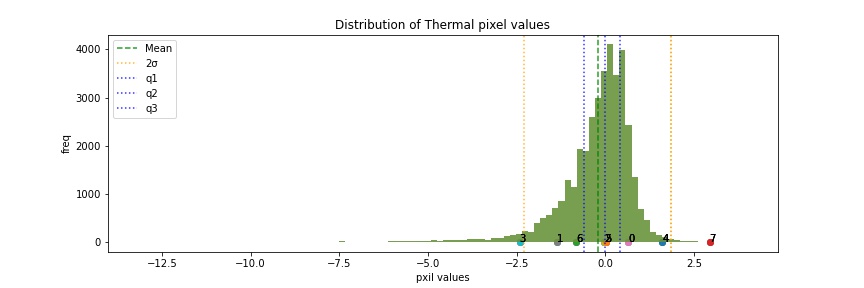 Distribution of Thermal pixel values
Mean
2σ
q1
q2
q3
freq
4000
3000
2000
1000
0
3 1 6 5 0 4 7
−12.5 −10.0 −7.5 −5.0 −2.5 0.0 2.5
pxil values